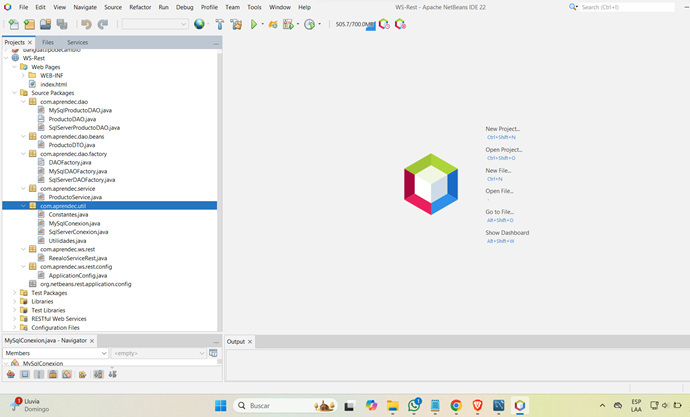 File Edit View Navigate Source Refactor Run Debug Profile Team Tools Window Help
WS-Rest - Apache NetBeans IDE 22
Search (Ctrl+I)
505.7/700.0MB
Projects Files Services
WS-Rest
Web Pages
WEB-INF
index.html
Source Packages
com.aprendec.dao
MySqlProductoDAO.java
ProductoDAO.java
SqlServerProductoDAO.java
com.aprendec.dao.beans
ProductoDTO.java
com.aprendec.dao.factory
DAOFactory.java
MySqlDAOFactory.java
SqlServerDAOFactory.java
com.aprendec.service
ProductoService.java
com.aprendec.util
Constantes.java
MySqlConexion.java
SqlServerConexion.java
Utilidades.java
com.aprendec.ws.rest
ReealoServiceRest.java
com.aprendec.ws.rest.config
ApplicationConfig.java
org.netbeans.rest.application.config
Test Packages
Libraries
Test Libraries
RESTful Web Services
Configuration Files
New Project...
Ctrl+Shift+N
Open Project...
Ctrl+Shift+O
New File...
Ctrl+N
Open File...
-
Go to File...
Alt+Shift+O
Show Dashboard
Alt+Shift+W
MySqlConexion.java - Navigator
Members
<empty>
MySqlConexion
Output
1
Lluvia
Domingo
Buscar
ESP
LAA